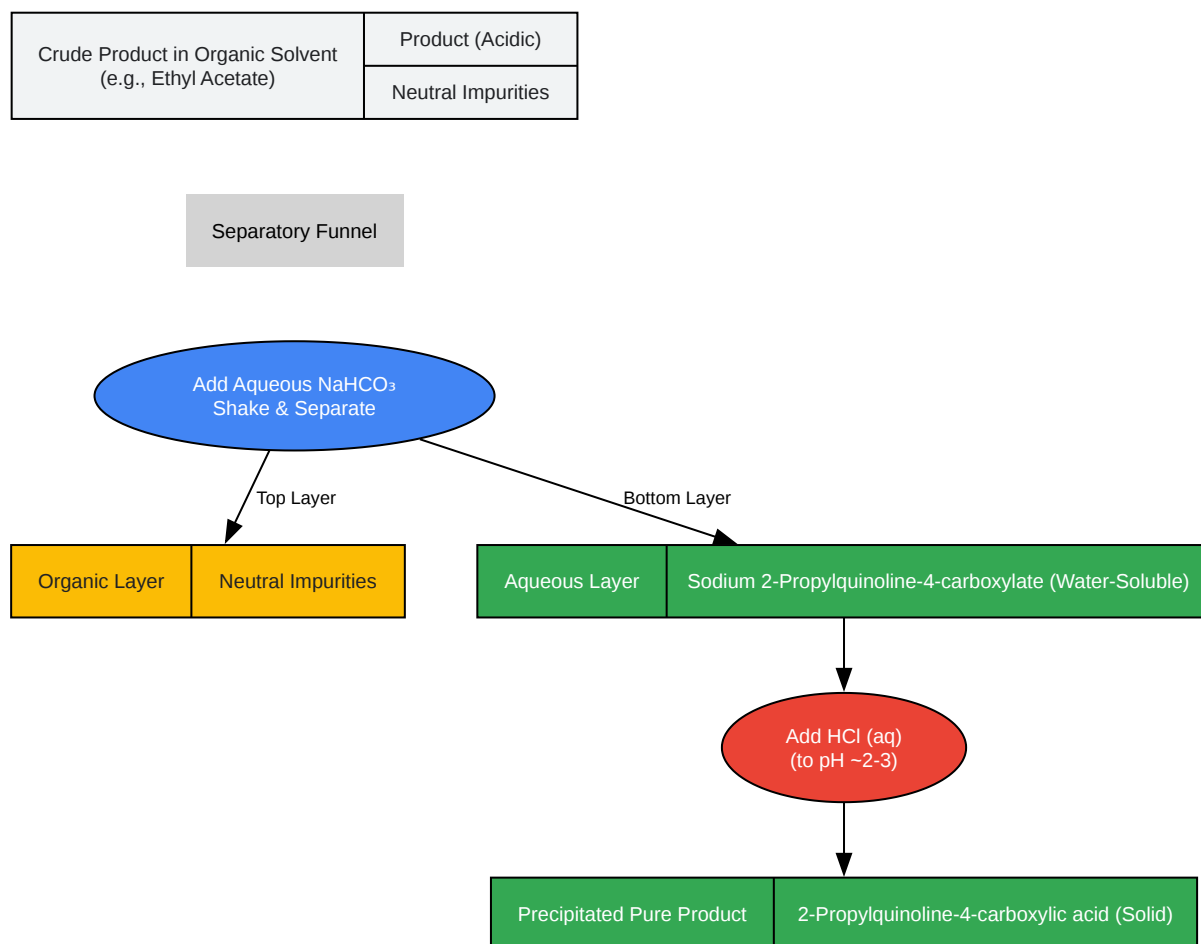 Crude Product in Organic Solvent
(e.g., Ethyl Acetate)
Product (Acidic)
Neutral Impurities
Separatory Funnel
Add Aqueous NaHCO₃
Shake & Separate
Top Layer
Bottom Layer
Organic Layer
Neutral Impurities
Aqueous Layer
Sodium 2-Propylquinoline-4-carboxylate (Water-Soluble)
Add HCl (aq)
(to pH ~2-3)
Precipitated Pure Product
2-Propylquinoline-4-carboxylic acid (Solid)